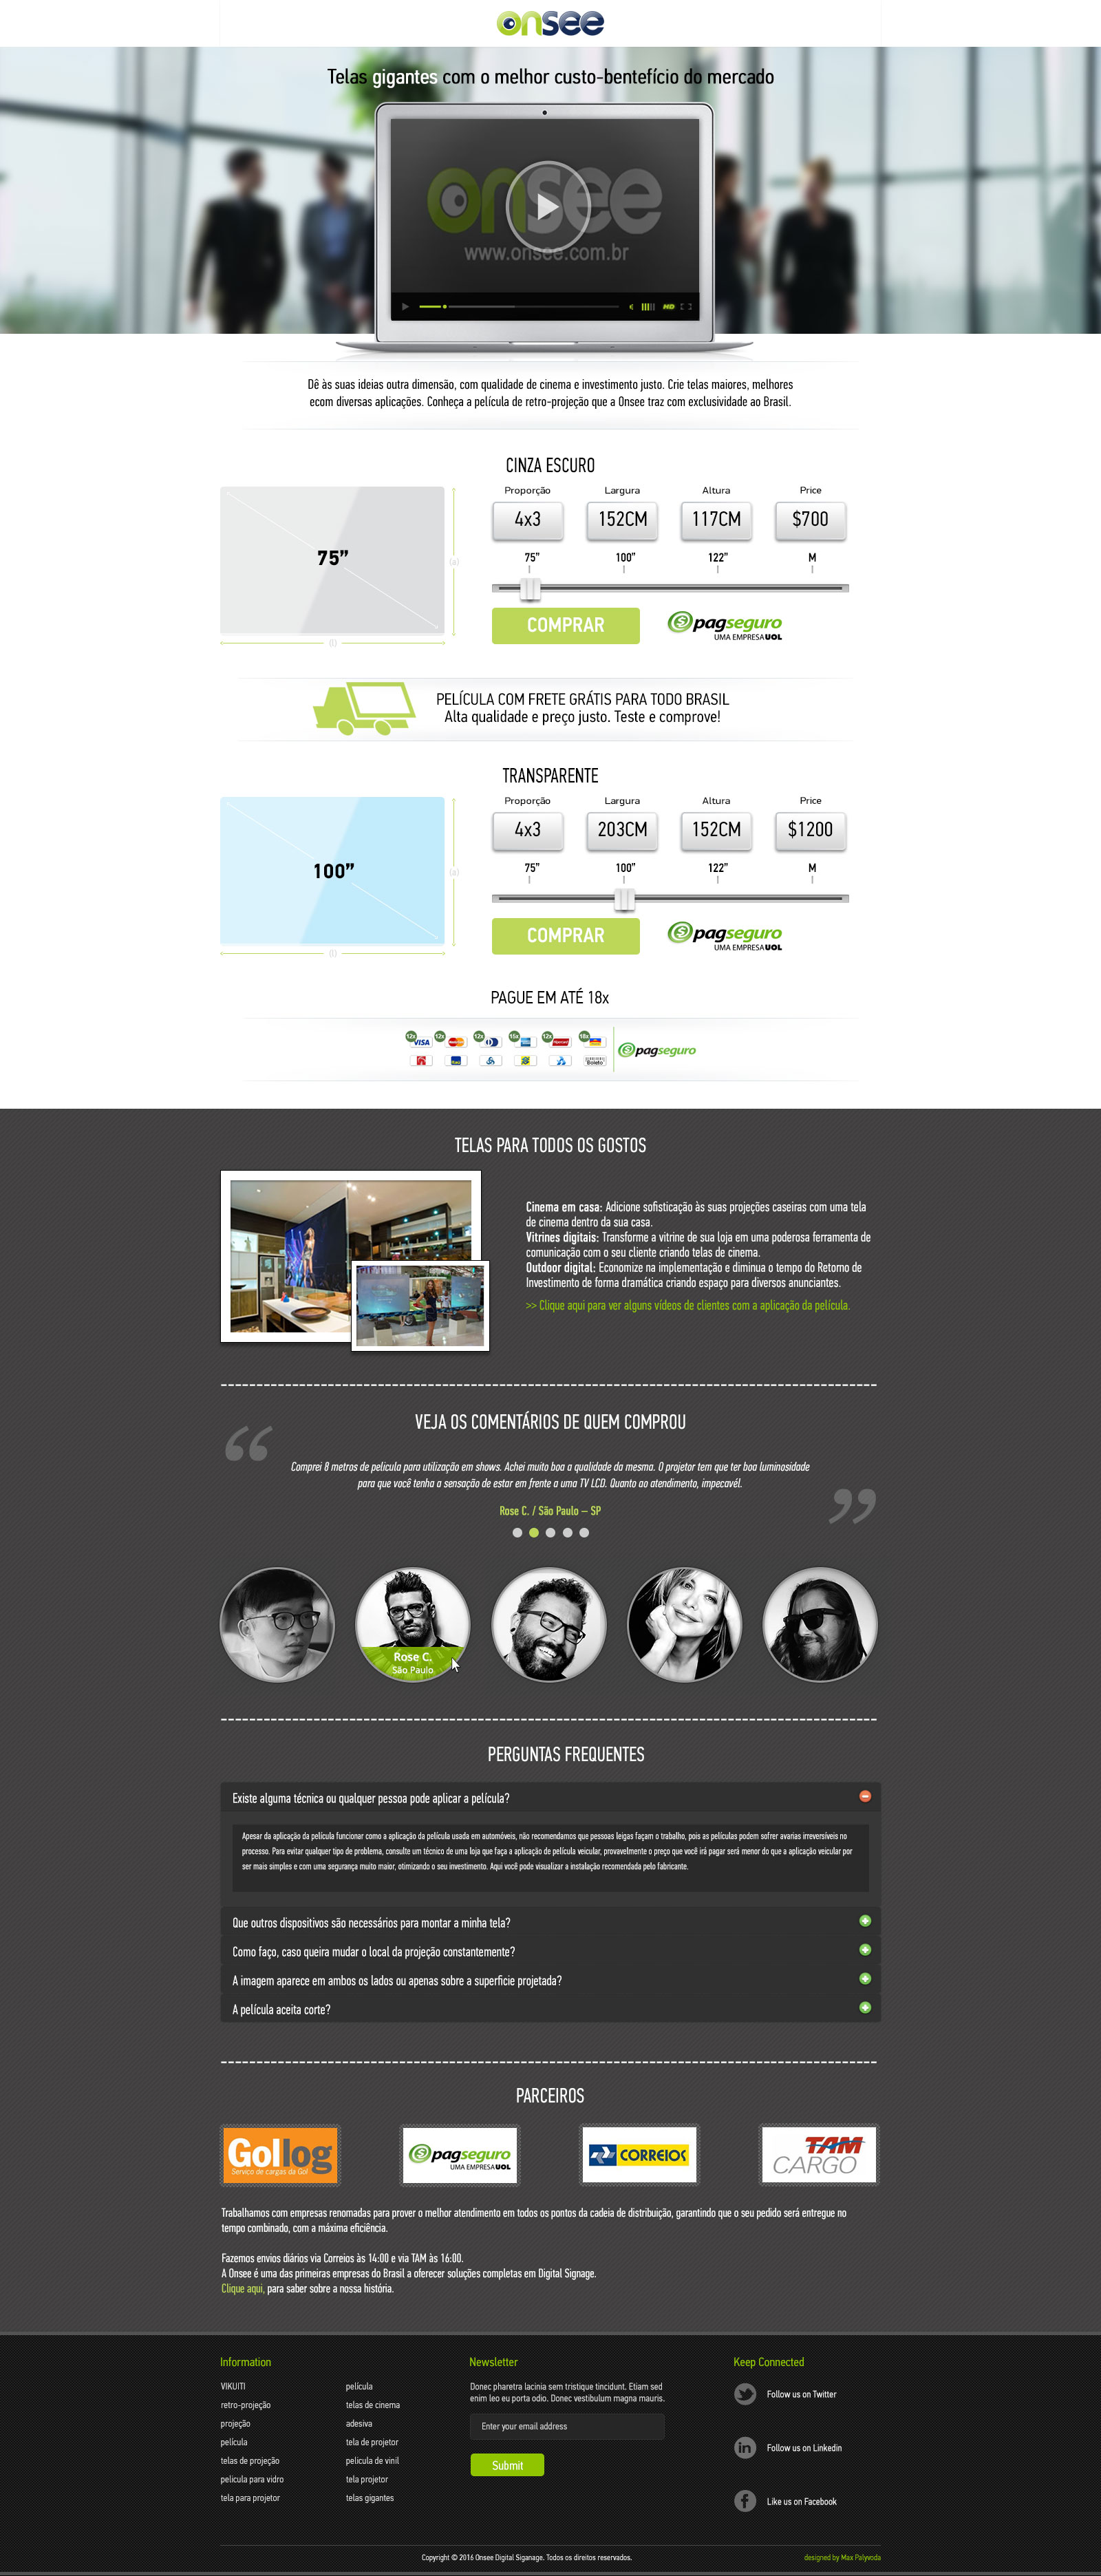 onsee
Telas gigantes com o melhor custo-bentefício do mercado
onsee
www.onsee.com.br
HD
Dê às suas ideias outra dimensão, com qualidade de cinema e investimento justo. Crie telas maiores, melhores
ecom diversas aplicações. Conheça a película de retro-projeção que a Onsee traz com exclusividade ao Brasil.
CINZA ESCURO
75”
(a)
(l)
Proporção Largura Altura Price
4x3 152CM 117CM $700
75” 100” 122” M
COMPRAR
pagseguro
UMA EMPRESA UOL
PELÍCULA COM FRETE GRÁTIS PARA TODO BRASIL
Alta qualidade e preço justo. Teste e comprove!
TRANSPARENTE
100”
(a)
(l)
Proporção Largura Altura Price
4x3 203CM 152CM $1200
75” 100” 122” M
COMPRAR
pagseguro
UMA EMPRESA UOL
PAGUE EM ATÉ 18x
12x 12x 12x 15x 12x 18x
VISA
Boleto
pagseguro
TELAS PARA TODOS OS GOSTOS
Cinema em casa: Adicione sofisticação às suas projeções caseiras com uma tela
de cinema dentro da sua casa.
Vitrines digitais: Transforme a vitrine de sua loja em uma poderosa ferramenta de
comunicação com o seu cliente criando telas de cinema.
Outdoor digital: Economize na implementação e diminua o tempo do Retorno de
Investimento de forma dramática criando espaço para diversos anunciantes.
>> Clique aqui para ver alguns vídeos de clientes com a aplicação da película.
VEJA OS COMENTÁRIOS DE QUEM COMPROU
“
Comprei 8 metros de pelicula para utilização em shows. Achei muito boa a qualidade da mesma. O projetor tem que ter boa luminosidade
para que você tenha a sensação de estar em frente a uma TV LCD. Quanto ao atendimento, impecavél.
”
Rose C. / São Paulo – SP
Rose C.
São Paulo
PERGUNTAS FREQUENTES
Existe alguma técnica ou qualquer pessoa pode aplicar a película?
Apesar da aplicação da película funcionar como a aplicação da película usada em automóveis, não recomendamos que pessoas leigas façam o trabalho, pois as películas podem sofrer avarias irreversíveis no
processo. Para evitar qualquer tipo de problema, consulte um técnico de uma loja que faça a aplicação de película veicular, provavelmente o preço que você irá pagar será menor do que a aplicação veicular por
ser mais simples e com uma segurança muito maior, otimizando o seu investimento. Aqui você pode visualizar a instalação recomendada pelo fabricante.
Que outros dispositivos são necessários para montar a minha tela?
Como faço, caso queira mudar o local da projeção constantemente?
A imagem aparece em ambos os lados ou apenas sobre a superfície projetada?
A película aceita corte?
PARCEIROS
Gollog
Serviço de cargas da Gol
pagseguro
UMA EMPRESA UOL
CORREIOS
TAM
CARGO
Trabalhamos com empresas renomadas para prover o melhor atendimento em todos os pontos da cadeia de distribuição, garantindo que o seu pedido será entregue no
tempo combinado, com a máxima eficiência.
Fazemos envios diários via Correios às 14:00 e via TAM às 16:00.
A Onsee é uma das primeiras empresas do Brasil a oferecer soluções completas em Digital Signage.
Clique aqui, para saber sobre a nossa história.
Information
VIKUITI
retro-projeção
projeção
película
telas de projeção
pelicula para vidro
tela para projetor
película
telas de cinema
adesiva
tela de projetor
pelicula de vinil
tela projetor
telas gigantes
Newsletter
Donec pharetra lacinia sem tristique tincidunt. Etiam sed
enim leo eu porta odio. Donec vestibulum magna mauris.
Enter your email address
Submit
Keep Connected
Follow us on Twitter
in
Follow us on Linkedin
f
Like us on Facebook
Copyright © 2016 Onsee Digital Siganage. Todos os direitos reservados.
designed by Max Palyvoda